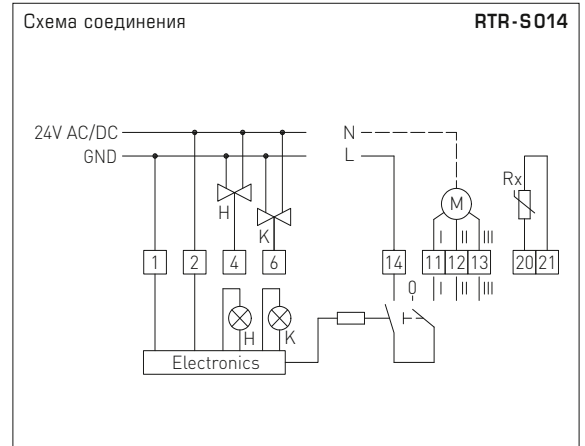 Схема соединения RTR-S014
24V AC/DC N
GND L
Rx
M
H
K
I II III
1 2 4 6 14 11 12 13 20 21
0 I II III
H K
Electronics